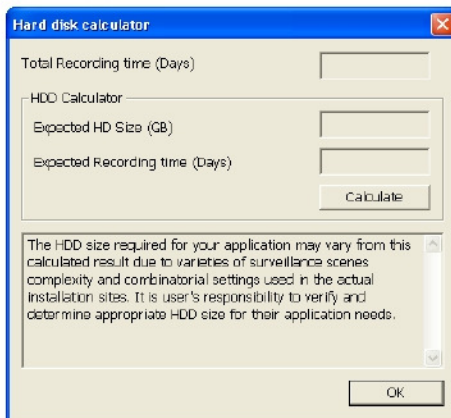 Hard disk calculator
Total Recording time (Days)
HDD Calculator
Expected HD Size (GB)
Expected Recording time (Days)
Calculate
The HDD size required for your application may vary from this
calculated result due to varieties of surveillance scenes
complexity and combinatorial settings used in the actual
installation sites. It is user's responsibility to verify and
determine appropriate HDD size for their application needs.
OK